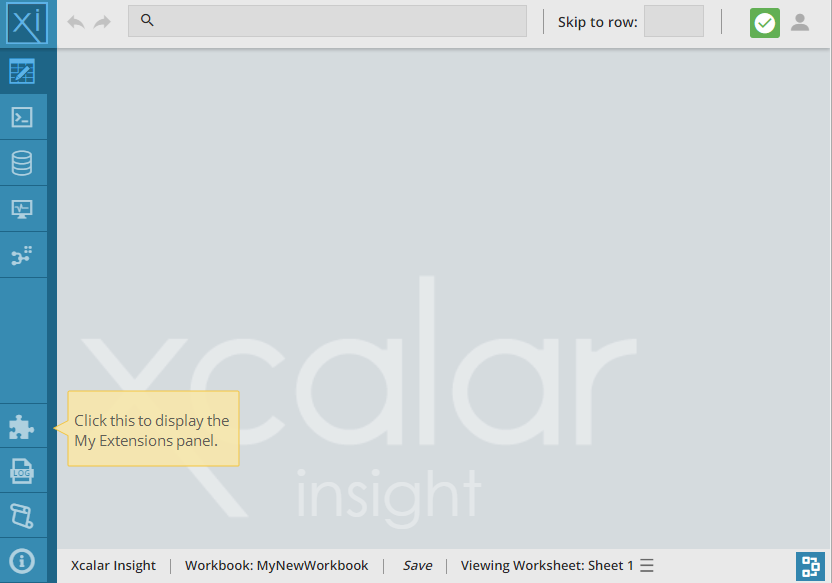 Xi
Skip to row:
xcalar
insight
Click this to display the
My Extensions panel.
LOG
Xcalar Insight
Workbook: MyNewWorkbook
Save
Viewing Worksheet: Sheet 1